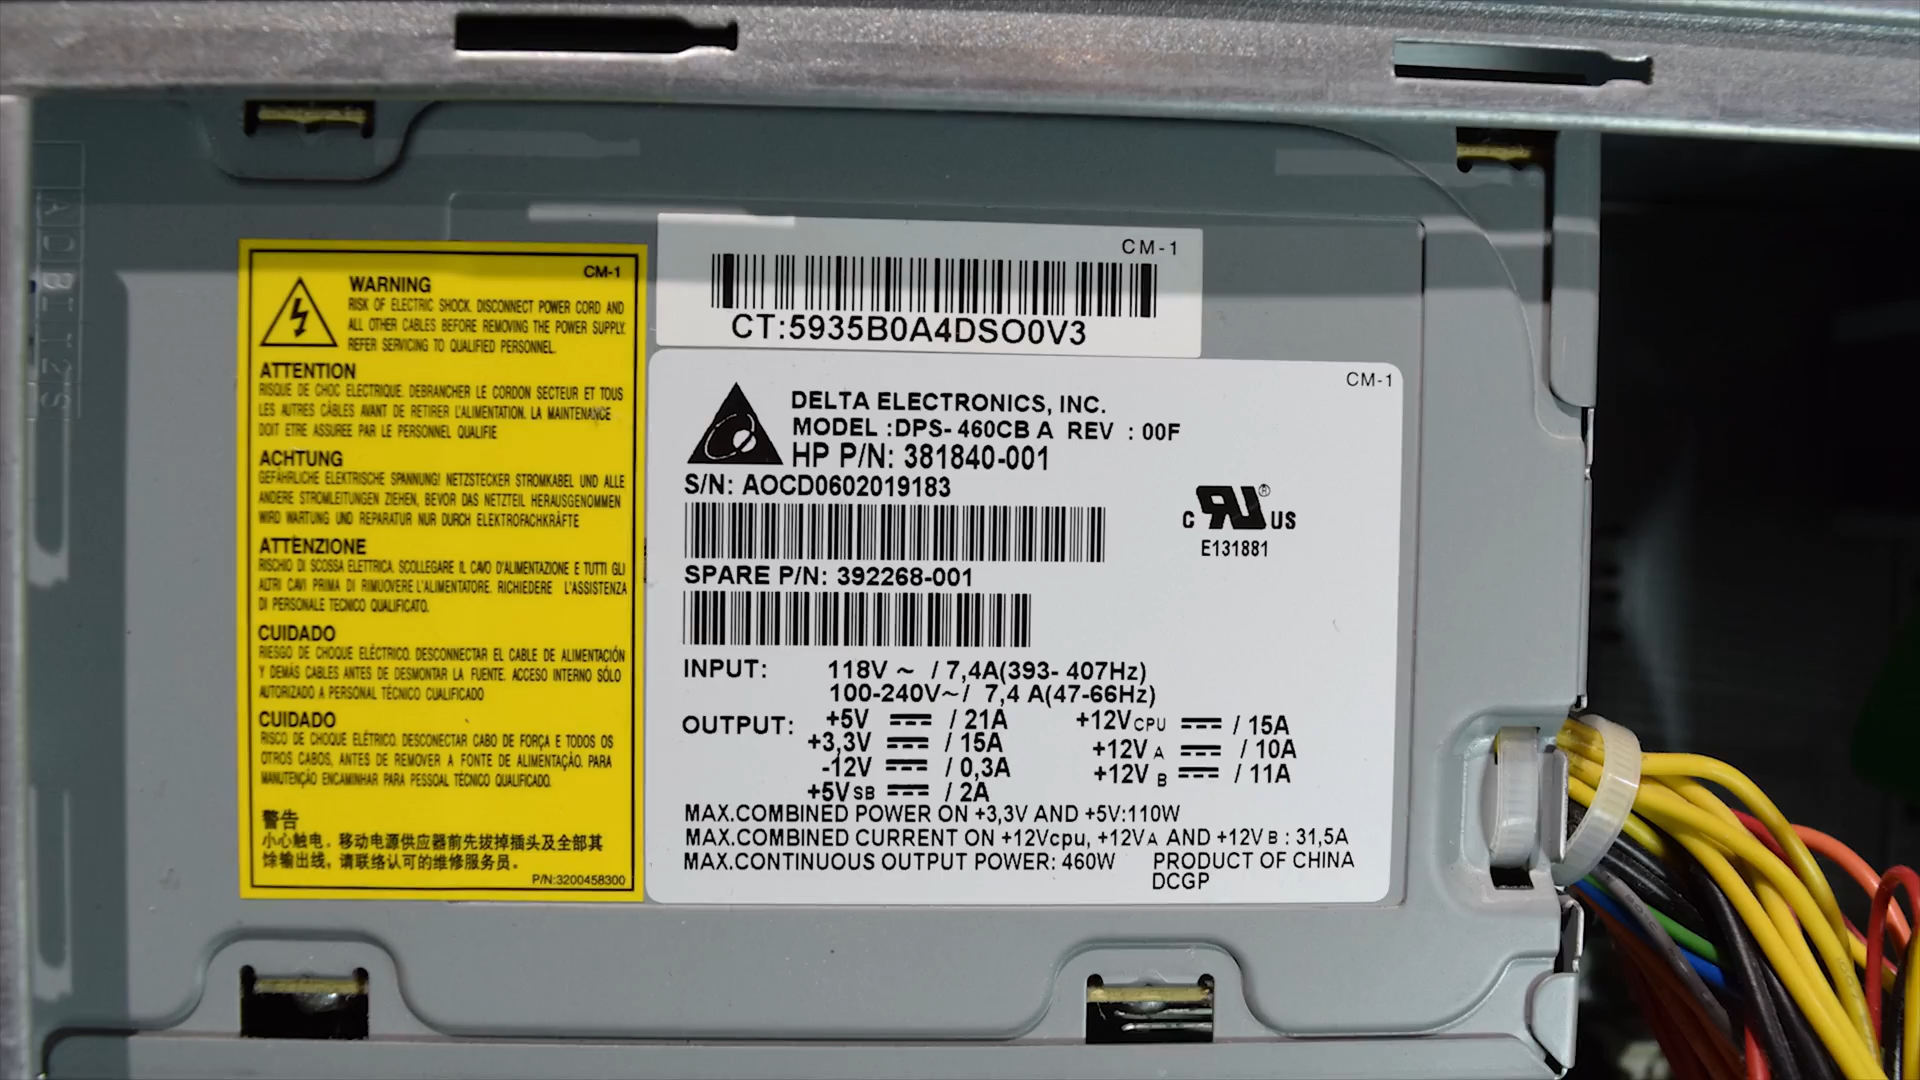 CM-1
WARNING
RISK OF ELECTRIC SHOCK. DISCONNECT POWER CORD AND
ALL OTHER CABLES BEFORE REMOVING THE POWER SUPPLY.
REFER SERVICING TO QUALIFIED PERSONNEL.
ATTENTION
RISQUE DE CHOC ELECTRIQUE. DEBRANCHER LE CORDON SECTEUR ET TOUS
LES AUTRES CÂBLES AVANT DE RETIRER L'ALIMENTATION. LA MAINTENANCE
DOIT ETRE ASSUREE PAR LE PERSONNEL QUALIFIE
ACHTUNG
GEFÄHRLICHE ELEKTRISCHE SPANNUNG! NETZSTECKER STROMKABEL UND ALLE
ANDERE STROMLEITUNGEN ZIEHEN, BEVOR DAS NETZTEIL HERAUSGENOMMEN
WIRD WARTUNG UND REPARATUR NUR DURCH ELEKTROFACHKRÄFTE
ATTENZIONE
RISCHIO DI SCOSSA ELETTRICA. SCOLLEGARE IL CAVO D'ALIMENTAZIONE E TUTTI GLI
ALTRI CAVI PRIMA DI RIMUOVERE L'ALIMENTATORE. RICHIEDERE L'ASSISTENZA
DI PERSONALE TECNICO QUALIFICATO.
CUIDADO
RIESGO DE CHOQUE ELÉCTRICO. DESCONNECTAR EL CABLE DE ALIMENTACIÓN
Y DEMÁS CABLES ANTES DE DESMONTAR LA FUENTE. ACCESO INTERNO SÓLO
AUTORIZADO A PERSONAL TÉCNICO CUALIFICADO
CUIDADO
RISCO DE CHOQUE ELÉTRICO. DESCONECTAR CABO DE FORÇA E TODOS OS
OTROS CABOS, ANTES DE REMOVER A FONTE DE ALIMENTAÇÃO. PARA
MANUTENÇÃO ENCAMINHAR PARA PESSOAL TÉCNICO QUALIFICADO.
警告
小心触电，移动电源供应器前先拔掉插头及全部其
馀输出线，请联络认可的维修服务员。
P/N:3200458300
CM-1
CT:5935B0A4DSO0V3
CM-1
DELTA ELECTRONICS, INC.
MODEL :DPS- 460CB A REV : 00F
HP P/N: 381840-001
S/N: AOCD0602019183
SPARE P/N: 392268-001
C RU ® US
E131881
INPUT: 118V ~ / 7,4A(393- 407Hz)
100-240V~/ 7,4 A(47-66Hz)
OUTPUT: +5V ⎓ / 21A +12VCPU ⎓ / 15A
+3,3V ⎓ / 15A +12V A ⎓ / 10A
-12V ⎓ / 0,3A +12V B ⎓ / 11A
+5VSB ⎓ / 2A
MAX.COMBINED POWER ON +3,3V AND +5V:110W
MAX.COMBINED CURRENT ON +12Vcpu, +12VA AND +12VB : 31,5A
MAX.CONTINUOUS OUTPUT POWER: 460W PRODUCT OF CHINA
DCGP